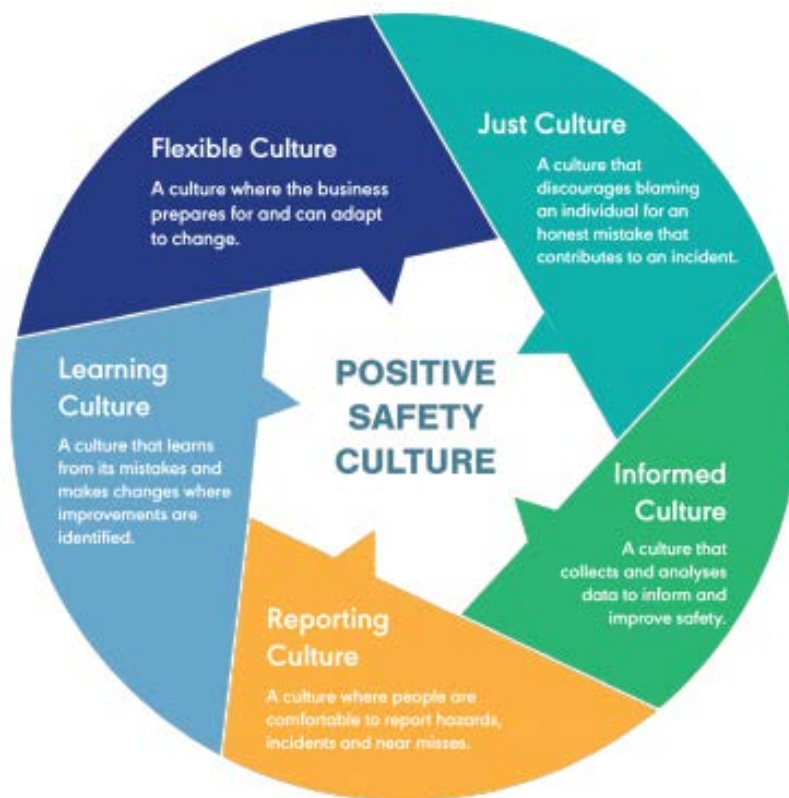 Flexible Culture
A culture where the business
prepares for and can adapt
to change.
Just Culture
A culture that
discourages blaming
an individual for an
honest mistake that
contributes to an incident.
Informed
Culture
A culture that
collects and analyses
data to inform and
improve safety.
Reporting
Culture
A culture where people are
comfortable to report hazards,
incidents and near misses.
Learning
Culture
A culture that learns
from its mistakes and
makes changes where
improvements are
identified.
POSITIVE
SAFETY
CULTURE